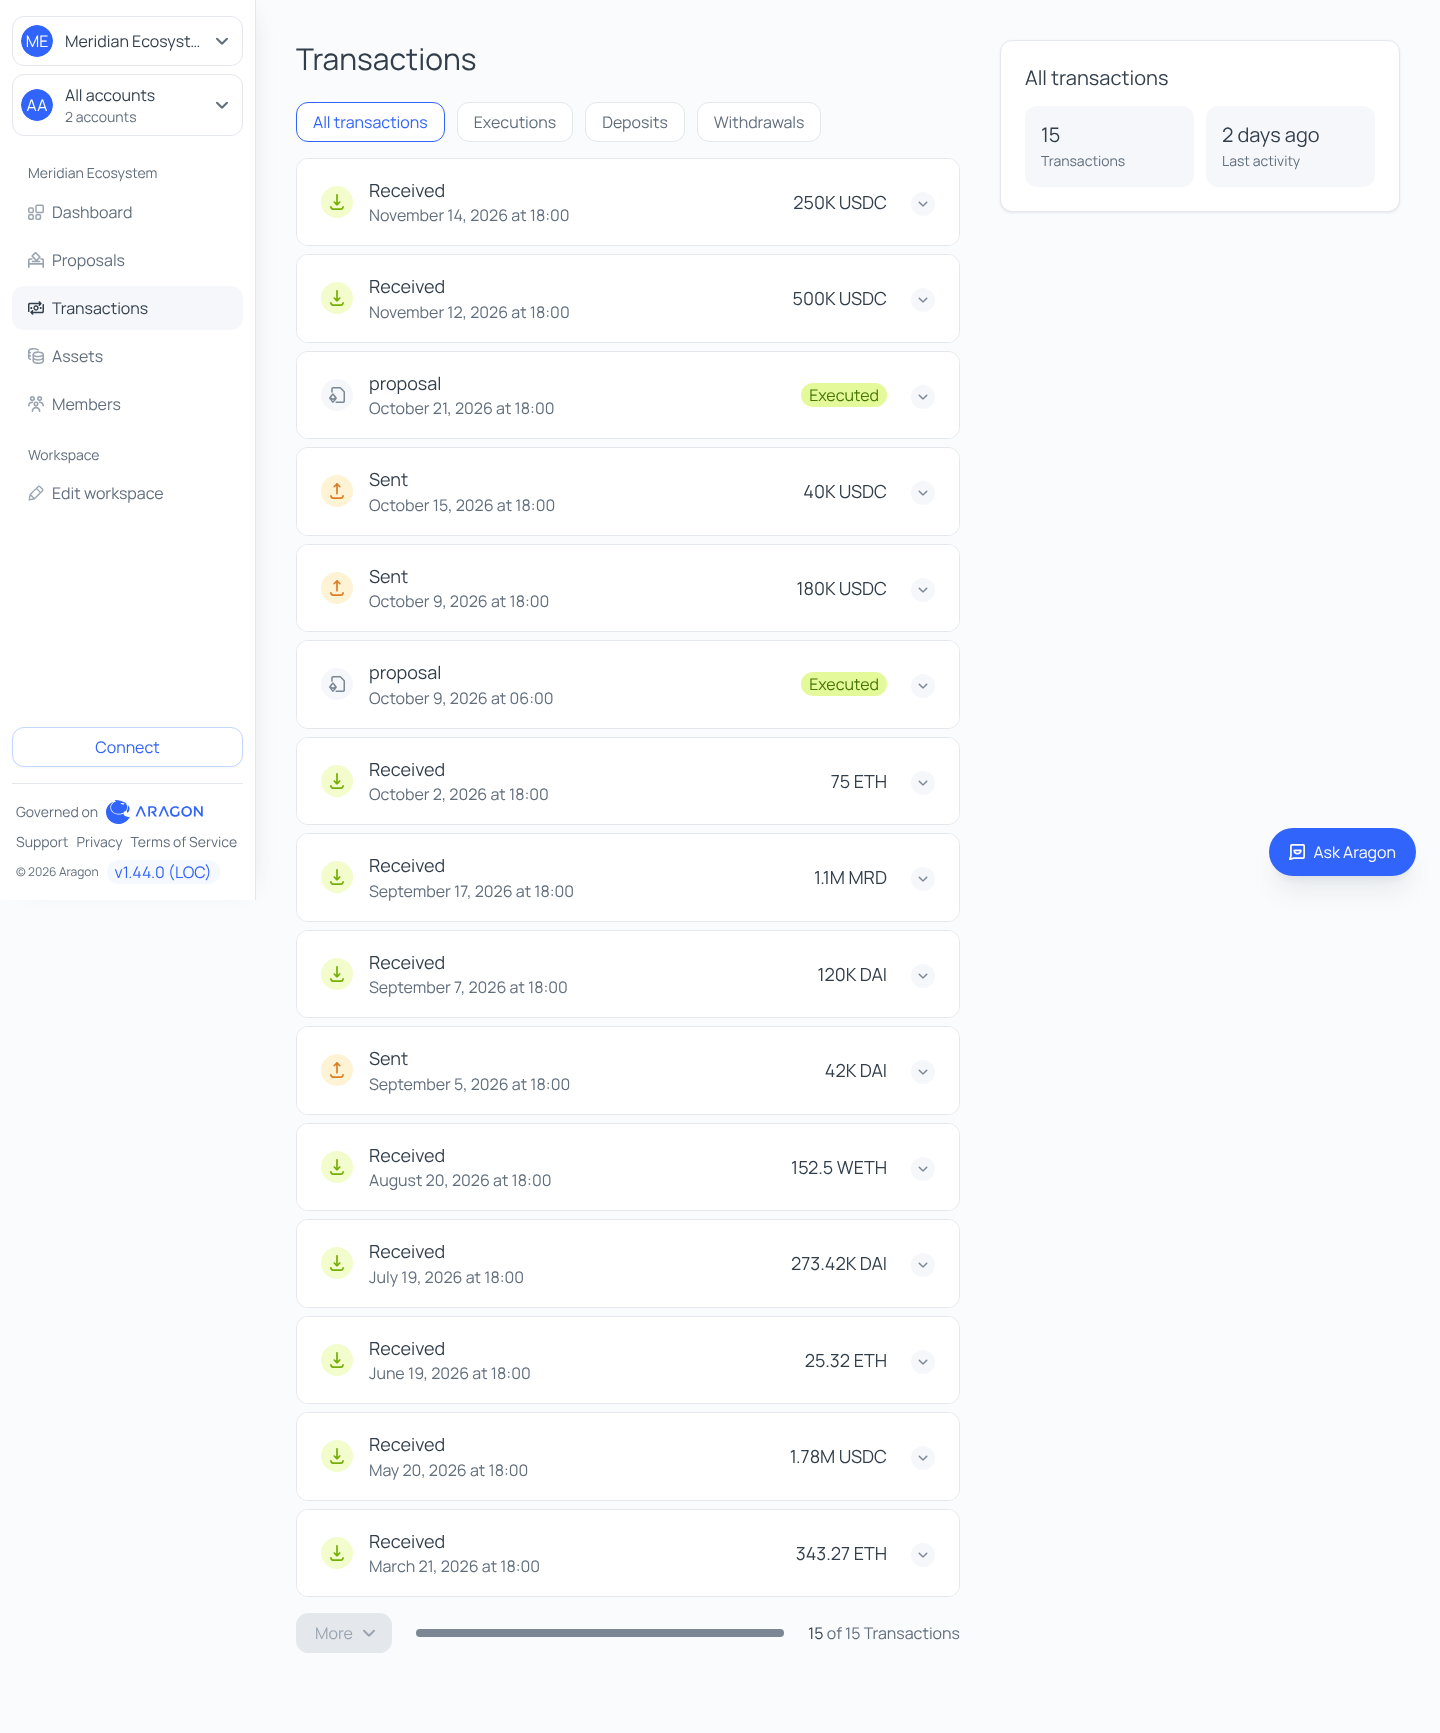 ME
Meridian Ecosyst...
AA
All accounts
2 accounts
Meridian Ecosystem
Dashboard
Proposals
Transactions
Assets
Members
Workspace
Edit workspace
Connect
Governed on ARAGON
Support Privacy Terms of Service
© 2026 Aragon v1.44.0 (LOC)
Transactions
All transactions Executions Deposits Withdrawals
Received
November 14, 2026 at 18:00
250K USDC
Received
November 12, 2026 at 18:00
500K USDC
proposal
October 21, 2026 at 18:00
Executed
Sent
October 15, 2026 at 18:00
40K USDC
Sent
October 9, 2026 at 18:00
180K USDC
proposal
October 9, 2026 at 06:00
Executed
Received
October 2, 2026 at 18:00
75 ETH
Received
September 17, 2026 at 18:00
1.1M MRD
Received
September 7, 2026 at 18:00
120K DAI
Sent
September 5, 2026 at 18:00
42K DAI
Received
August 20, 2026 at 18:00
152.5 WETH
Received
July 19, 2026 at 18:00
273.42K DAI
Received
June 19, 2026 at 18:00
25.32 ETH
Received
May 20, 2026 at 18:00
1.78M USDC
Received
March 21, 2026 at 18:00
343.27 ETH
More
15 of 15 Transactions
All transactions
15
Transactions
2 days ago
Last activity
Ask Aragon